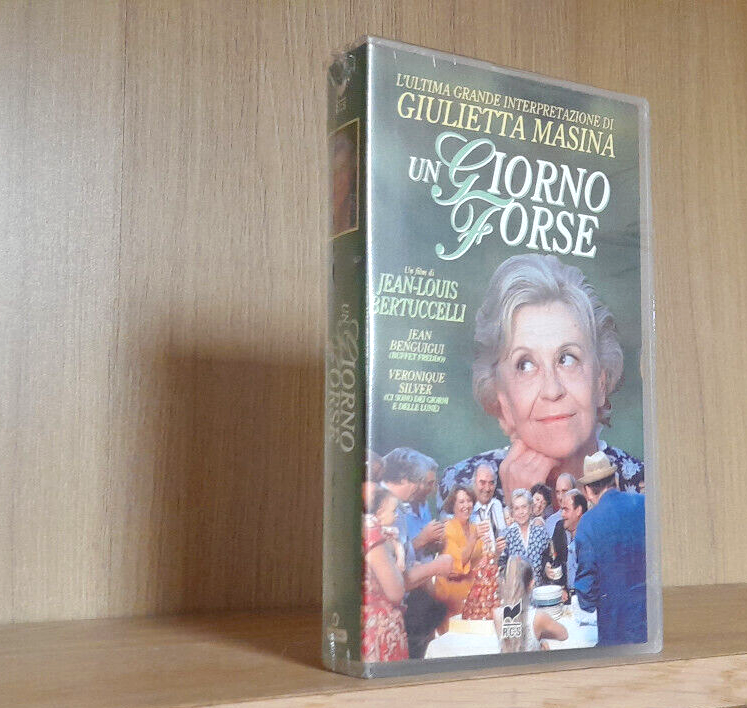 L'ULTIMA GRANDE INTERPRETAZIONE DI
GIULIETTA MASINA
UN GIORNO
FORSE
Un film di
JEAN-LOUIS
BERTUCCELLI
JEAN
BENGUIGUI
(BUFFET FREDDO)
VERONIQUE
SILVER
(CI SONO DEI GIORNI
E DELLE LUNE)
RCS
UN GIORNO
FORSE